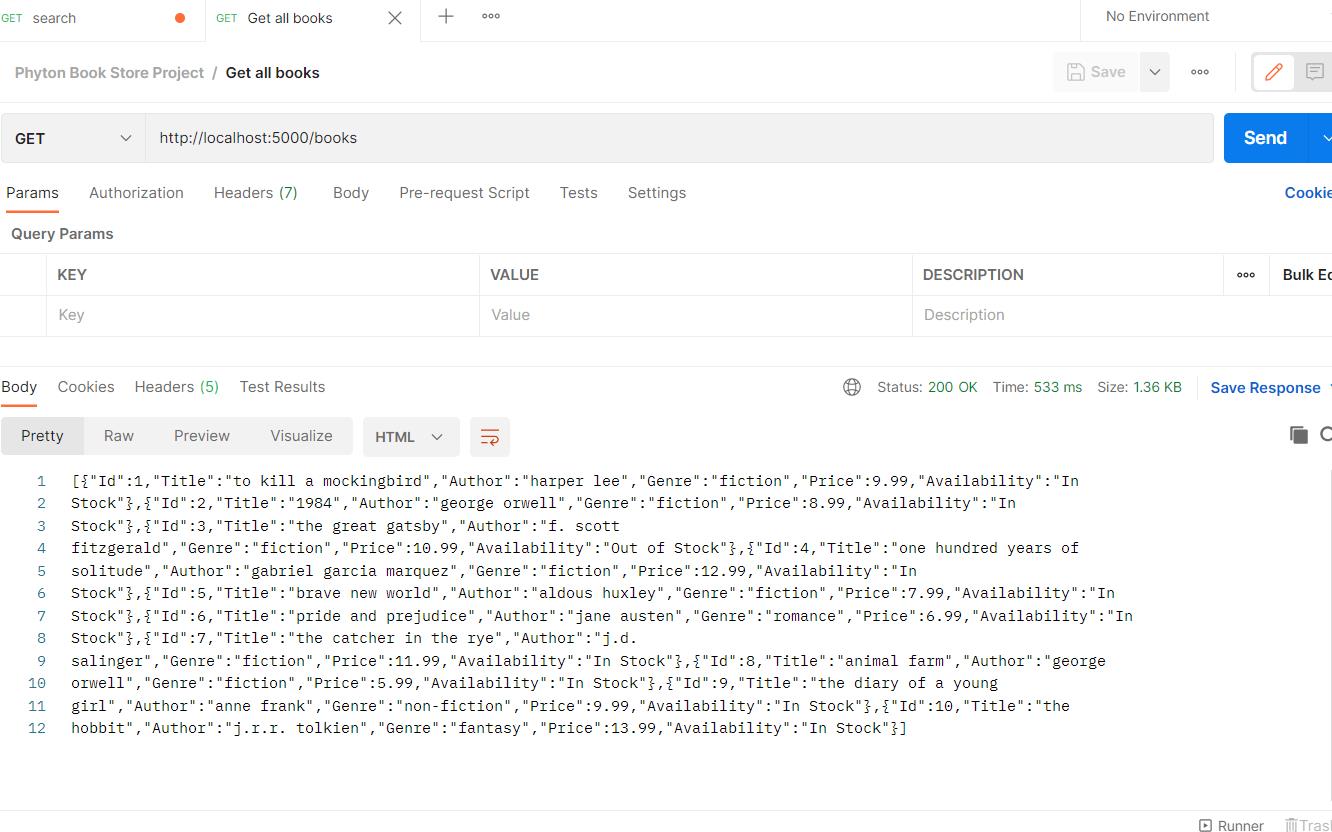 GET search GET Get all books No Environment
Phyton Book Store Project / Get all books Save
GET http://localhost:5000/books Send
Params Authorization Headers (7) Body Pre-request Script Tests Settings Cookie
Query Params
KEY VALUE DESCRIPTION Bulk Ed
Key Value Description
Body Cookies Headers (5) Test Results Status: 200 OK Time: 533 ms Size: 1.36 KB Save Response
Pretty Raw Preview Visualize HTML
1 [{"Id":1,"Title":"to kill a mockingbird","Author":"harper lee","Genre":"fiction","Price":9.99,"Availability":"In
2 Stock"},{"Id":2,"Title":"1984","Author":"george orwell","Genre":"fiction","Price":8.99,"Availability":"In
3 Stock"},{"Id":3,"Title":"the great gatsby","Author":"f. scott
4 fitzgerald","Genre":"fiction","Price":10.99,"Availability":"Out of Stock"},{"Id":4,"Title":"one hundred years of
5 solitude","Author":"gabriel garcia marquez","Genre":"fiction","Price":12.99,"Availability":"In
6 Stock"},{"Id":5,"Title":"brave new world","Author":"aldous huxley","Genre":"fiction","Price":7.99,"Availability":"In
7 Stock"},{"Id":6,"Title":"pride and prejudice","Author":"jane austen","Genre":"romance","Price":6.99,"Availability":"In
8 Stock"},{"Id":7,"Title":"the catcher in the rye","Author":"j.d.
9 salinger","Genre":"fiction","Price":11.99,"Availability":"In Stock"},{"Id":8,"Title":"animal farm","Author":"george
10 orwell","Genre":"fiction","Price":5.99,"Availability":"In Stock"},{"Id":9,"Title":"the diary of a young
11 girl","Author":"anne frank","Genre":"non-fiction","Price":9.99,"Availability":"In Stock"},{"Id":10,"Title":"the
12 hobbit","Author":"j.r.r. tolkien","Genre":"fantasy","Price":13.99,"Availability":"In Stock"}]
Runner Trash